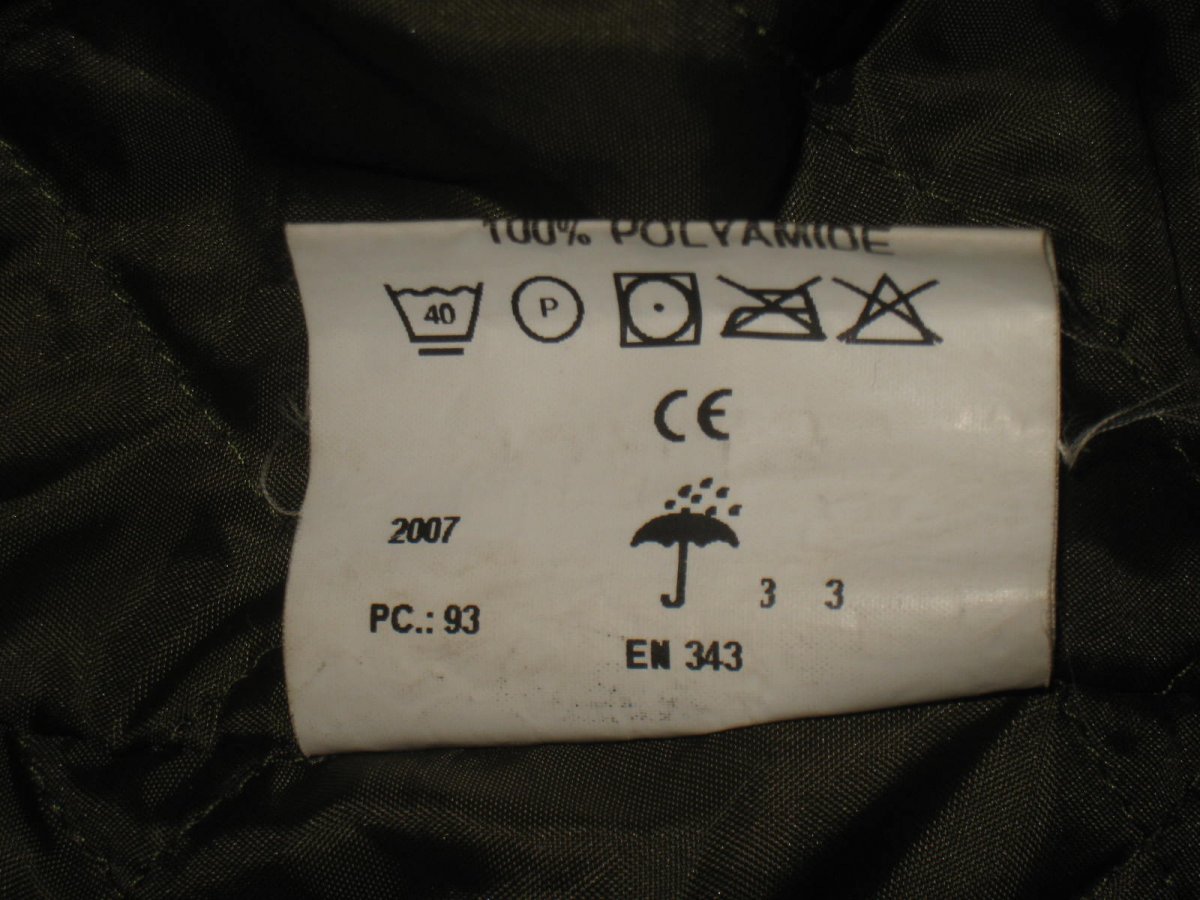 100% POLYAMIDE
40 P
CE
2007
3 3
PC.: 93
EN 343